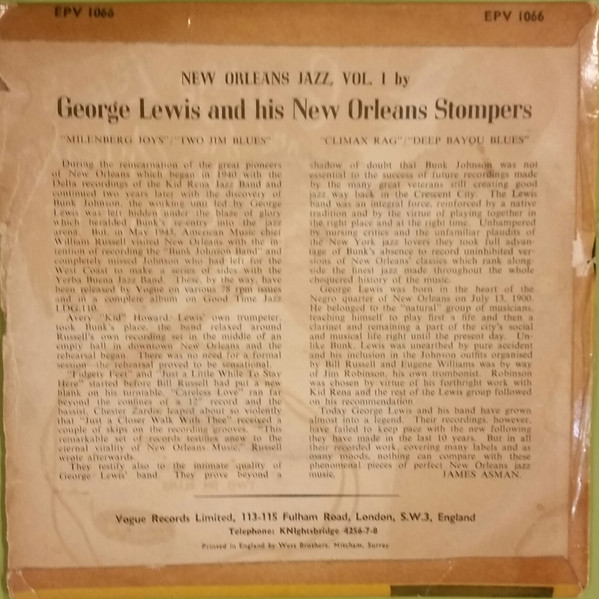 EPV 1066
EPV 1066
NEW ORLEANS JAZZ, VOL. 1 by
George Lewis and his New Orleans Stompers
"MILENBERG JOYS"/"TWO JIM BLUES"
"CLIMAX RAG"/"DEEP BAYOU BLUES"
During the reincarnation of the great pioneers
of New Orleans which began in 1940 with the
Delta recordings of the Kid Rena Jazz Band and
continued two years later with the discovery of
Bunk Johnson, the working unit led by George
Lewis was left hidden under the blaze of glory
which heralded Bunk's re-entry into the jazz
arena. But, in May 1943, American Music chief
William Russell visited New Orleans with the in-
tention of recording the "Bunk Johnson Band" and
completely missed Johnson who had left for the
West Coast to make a series of sides with the
Yerba Buena Jazz Band. These, by the way, have
been released by Vogue on various 78 rpm issues
and in a complete album on Good Time Jazz
LDG.110.
Avery "Kid" Howard, Lewis' own trumpeter,
took Bunk's place, the band relaxed around
Russell's own recording set in the middle of an
empty hall in downtown New Orleans and the
rehearsal began. There was no need for a formal
session—the rehearsal proved to be sensational.
"Fidgety Feet" and "Just a Little While To Stay
Here" started before Bill Russell had put a new
blank on his turntable. "Careless Love" ran far
beyond the confines of a 12" record and the
bassist, Chester Zardis, leaped about so violently
that "Just a Closer Walk With Thee" received a
couple of skips on the recording grooves. "This
remarkable set of records testifies anew to the
eternal vitality of New Orleans Music," Russell
wrote afterwards.
They testify also to the intimate quality of
George Lewis' band. They prove beyond a
shadow of doubt that Bunk Johnson was not
essential to the success of future recordings made
by the many great veterans still creating good
jazz way back in the Crescent City. The Lewis
band was an integral force, reinforced by a native
tradition and by the virtue of playing together in
the right place and at the right time. Unhampered
by nursing critics and the unfamiliar plaudits of
the New York jazz lovers they took full advan-
tage of Bunk's absence to record uninhibited ver-
sions of New Orleans' classics which rank along-
side the finest jazz made throughout the whole
chequered history of the music.
George Lewis was born in the heart of the
Negro quarter of New Orleans on July 13, 1900.
He belonged to the "natural" group of musicians,
teaching himself to play first a fife and then a
clarinet and remaining a part of the city's social
and musical life right until the present day. Un-
like Bunk, Lewis was unearthed by pure accident
and his inclusion in the Johnson outfits organised
by Bill Russell and Eugene Williams was by way
of Jim Robinson, his own trombonist. Robinson
was chosen by virtue of his forthright work with
Kid Rena and the rest of the Lewis group followed
on his recommendation.
Today George Lewis and his band have grown
almost into a legend. Their recordings, however,
have failed to keep pace with the new following
they have made in the last 10 years. But in all
their recorded work, covering many labels and as
many moods, nothing can compare with these
phenomenal pieces of perfect New Orleans jazz
music. JAMES ASMAN.
Vogue Records Limited, 113-115 Fulham Road, London, S.W.3, England
Telephone: KNIghtsbridge 4256-7-8
Printed in England by West Brothers, Mitcham, Surrey